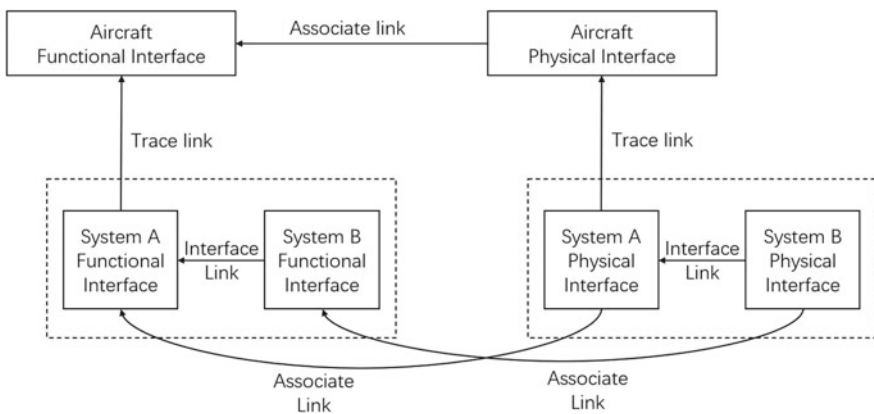 Aircraft
Functional Interface
Associate link
Aircraft
Physical Interface
Trace link
Trace link
System A
Functional
Interface
Interface
Link
System B
Functional
Interface
System A
Physical
Interface
Interface
Link
System B
Physical
Interface
Associate
Link
Associate
Link